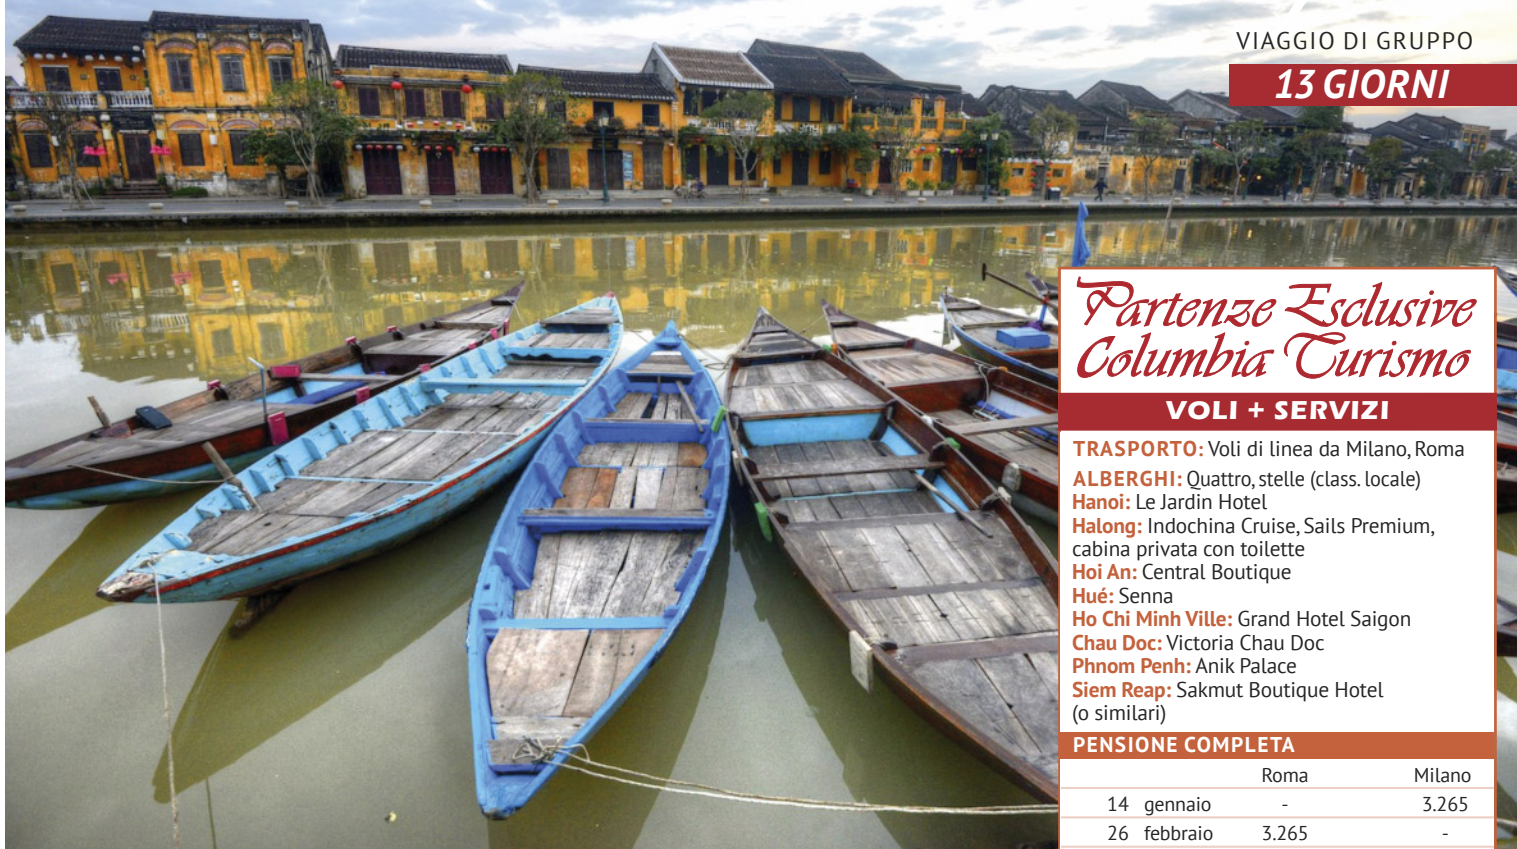 VIAGGIO DI GRUPPO
13 GIORNI
Partenze Esclusive
Columbia Turismo
VOLI + SERVIZI
TRASPORTO: Voli di linea da Milano, Roma
ALBERGHI: Quattro, stelle (class. locale)
Hanoi: Le Jardin Hotel
Halong: Indochina Cruise, Sails Premium,
cabina privata con toilette
Hoi An: Central Boutique
Hué: Senna
Ho Chi Minh Ville: Grand Hotel Saigon
Chau Doc: Victoria Chau Doc
Phnom Penh: Anik Palace
Siem Reap: Sakmut Boutique Hotel
(o similari)
PENSIONE COMPLETA
Roma Milano
14 gennaio - 3.265
26 febbraio 3.265 -